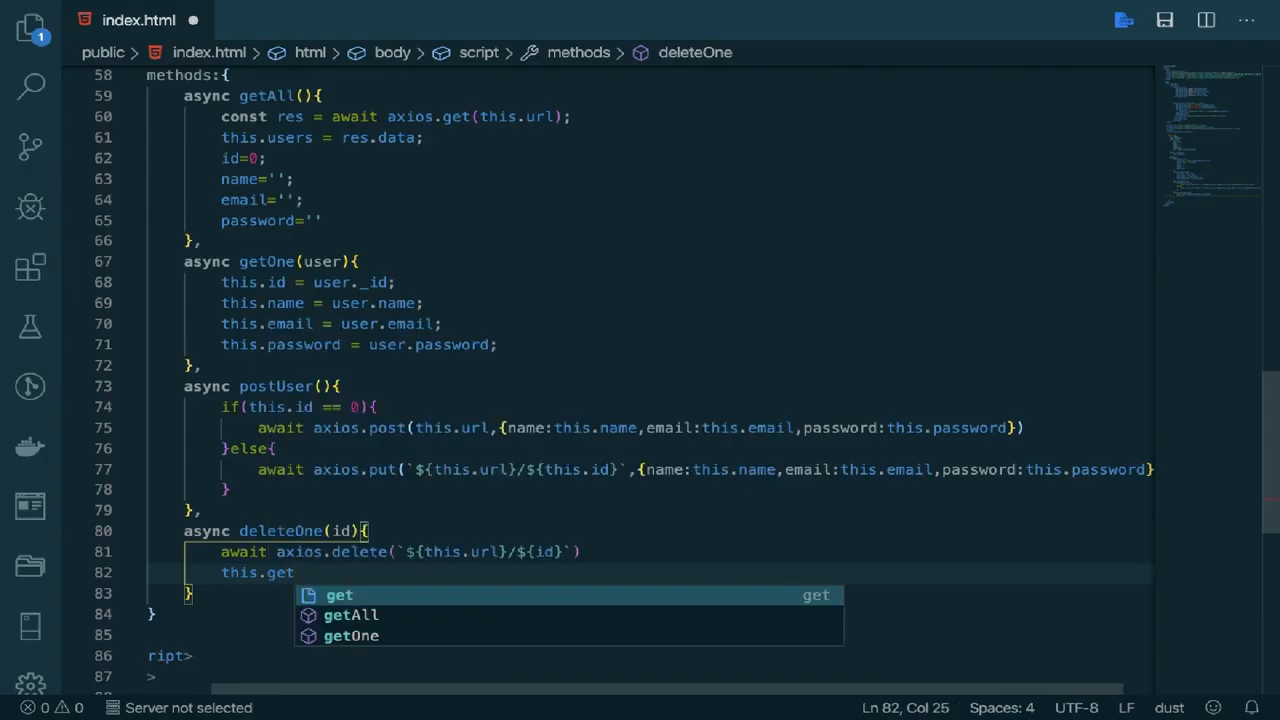 index.html
public > index.html > html > body > script > methods > deleteOne
1
58 methods:{
59 async getAll(){
60 const res = await axios.get(this.url);
61 this.users = res.data;
62 id=0;
63 name='';
64 email='';
65 password=''
66 },
67 async getOne(user){
68 this.id = user._id;
69 this.name = user.name;
70 this.email = user.email;
71 this.password = user.password;
72 },
73 async postUser(){
74 if(this.id == 0){
75 await axios.post(this.url,{name:this.name,email:this.email,password:this.password})
76 }else{
77 await axios.put(`${this.url}/${this.id}`,{name:this.name,email:this.email,password:this.password}
78 }
79 },
80 async deleteOne(id){
81 await axios.delete(`${this.url}/${id}`)
82 this.get
get get
83 }
84 }
getAll
getOne
85
86 ript>
87 >
0 0 Server not selected Ln 82, Col 25 Spaces: 4 UTF-8 LF dust